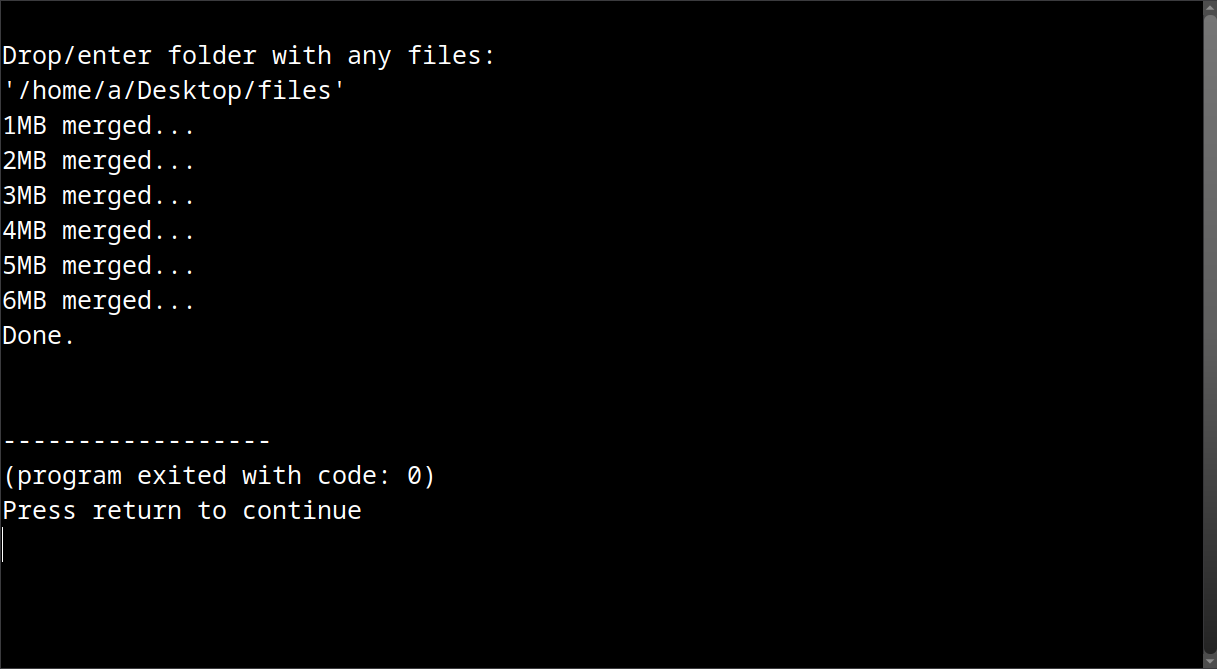 Drop/enter folder with any files:
'/home/a/Desktop/files'
1MB merged...
2MB merged...
3MB merged...
4MB merged...
5MB merged...
6MB merged...
Done.
------------------
(program exited with code: 0)
Press return to continue